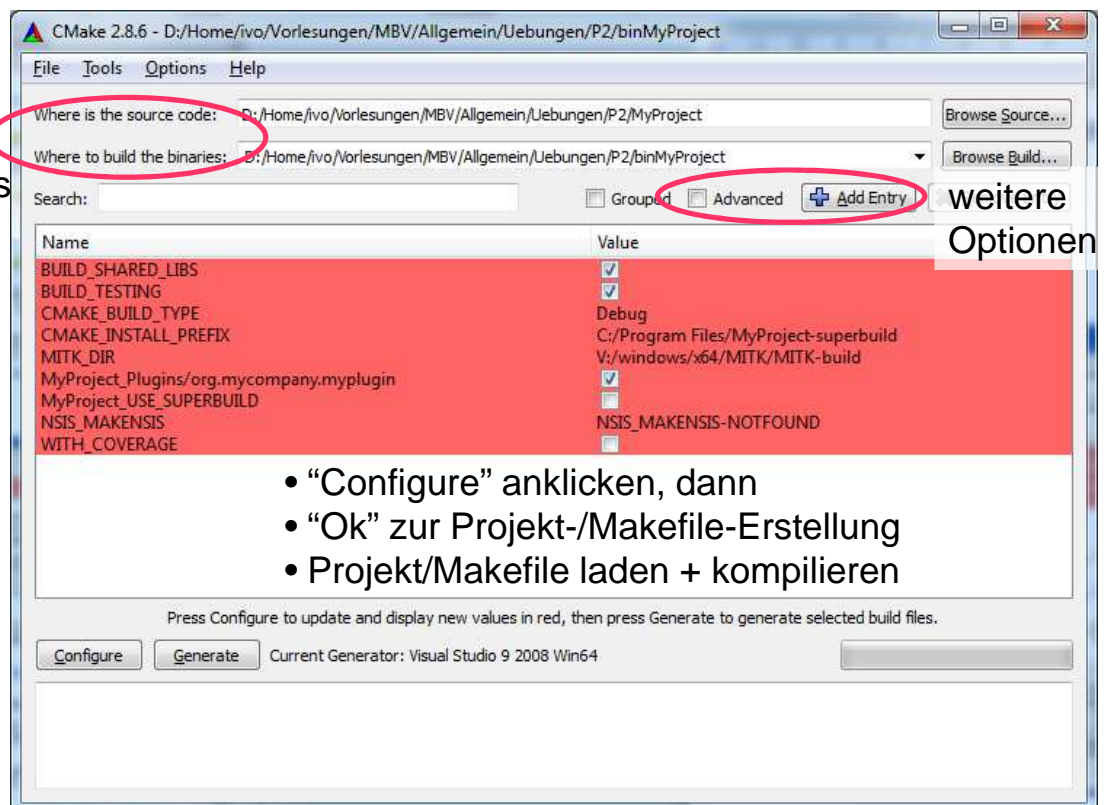 CMake 2.8.6 - D:/Home/ivo/Vorlesungen/MBV/Allgemein/Uebungen/P2/binMyProject
File Tools Options Help
Where is the source code: D:/Home/ivo/Vorlesungen/MBV/Allgemein/Uebungen/P2/MyProject Browse Source...
Where to build the binaries: D:/Home/ivo/Vorlesungen/MBV/Allgemein/Uebungen/P2/binMyProject Browse Build...
s
Search: Grouped Advanced Add Entry
weitere
Optionen
Name Value
BUILD_SHARED_LIBS
BUILD_TESTING
CMAKE_BUILD_TYPE Debug
CMAKE_INSTALL_PREFIX C:/Program Files/MyProject-superbuild
MITK_DIR V:/windows/x64/MITK/MITK-build
MyProject_Plugins/org.mycompany.myplugin
MyProject_USE_SUPERBUILD
NSIS_MAKENSIS NSIS_MAKENSIS-NOTFOUND
WITH_COVERAGE
• “Configure” anklicken, dann
• “Ok” zur Projekt-/Makefile-Erstellung
• Projekt/Makefile laden + kompilieren
Press Configure to update and display new values in red, then press Generate to generate selected build files.
Configure Generate Current Generator: Visual Studio 9 2008 Win64